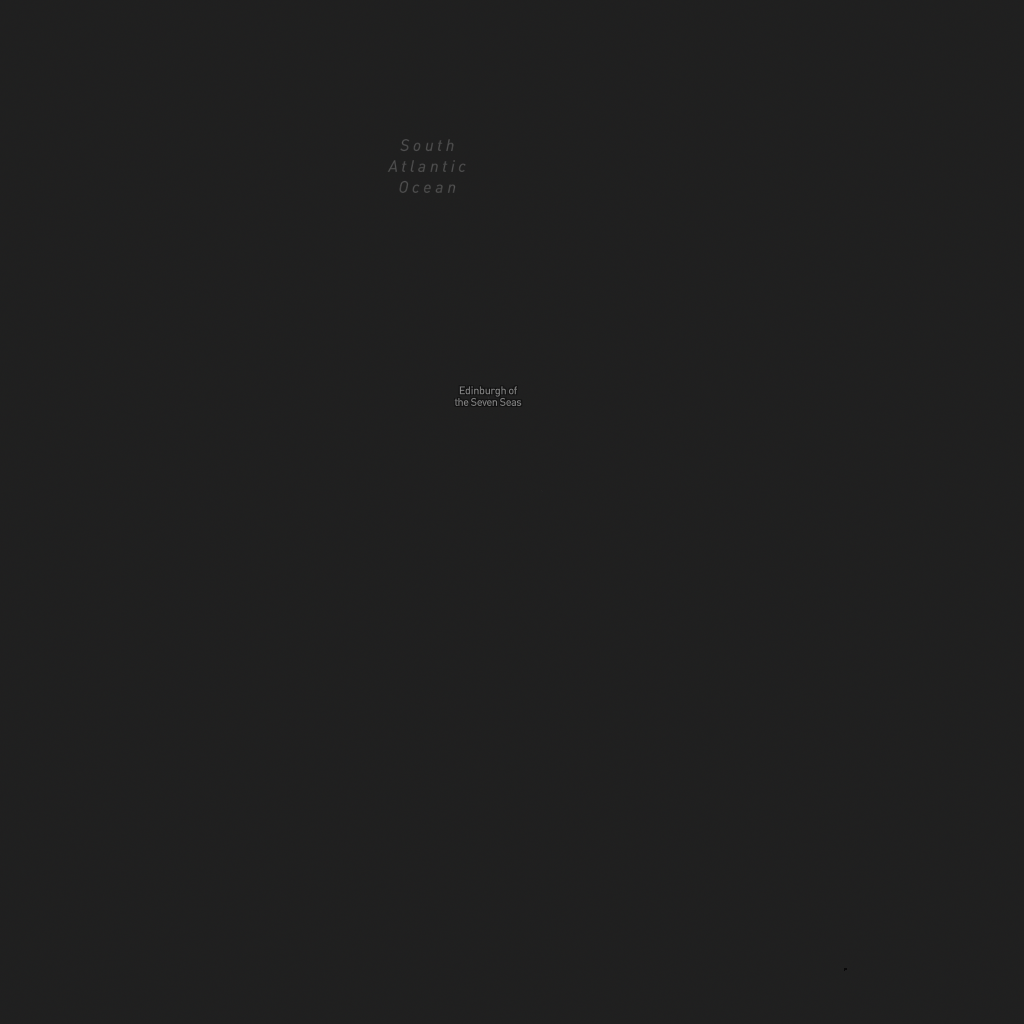 South
Atlantic
Ocean
Edinburgh of
the Seven Seas